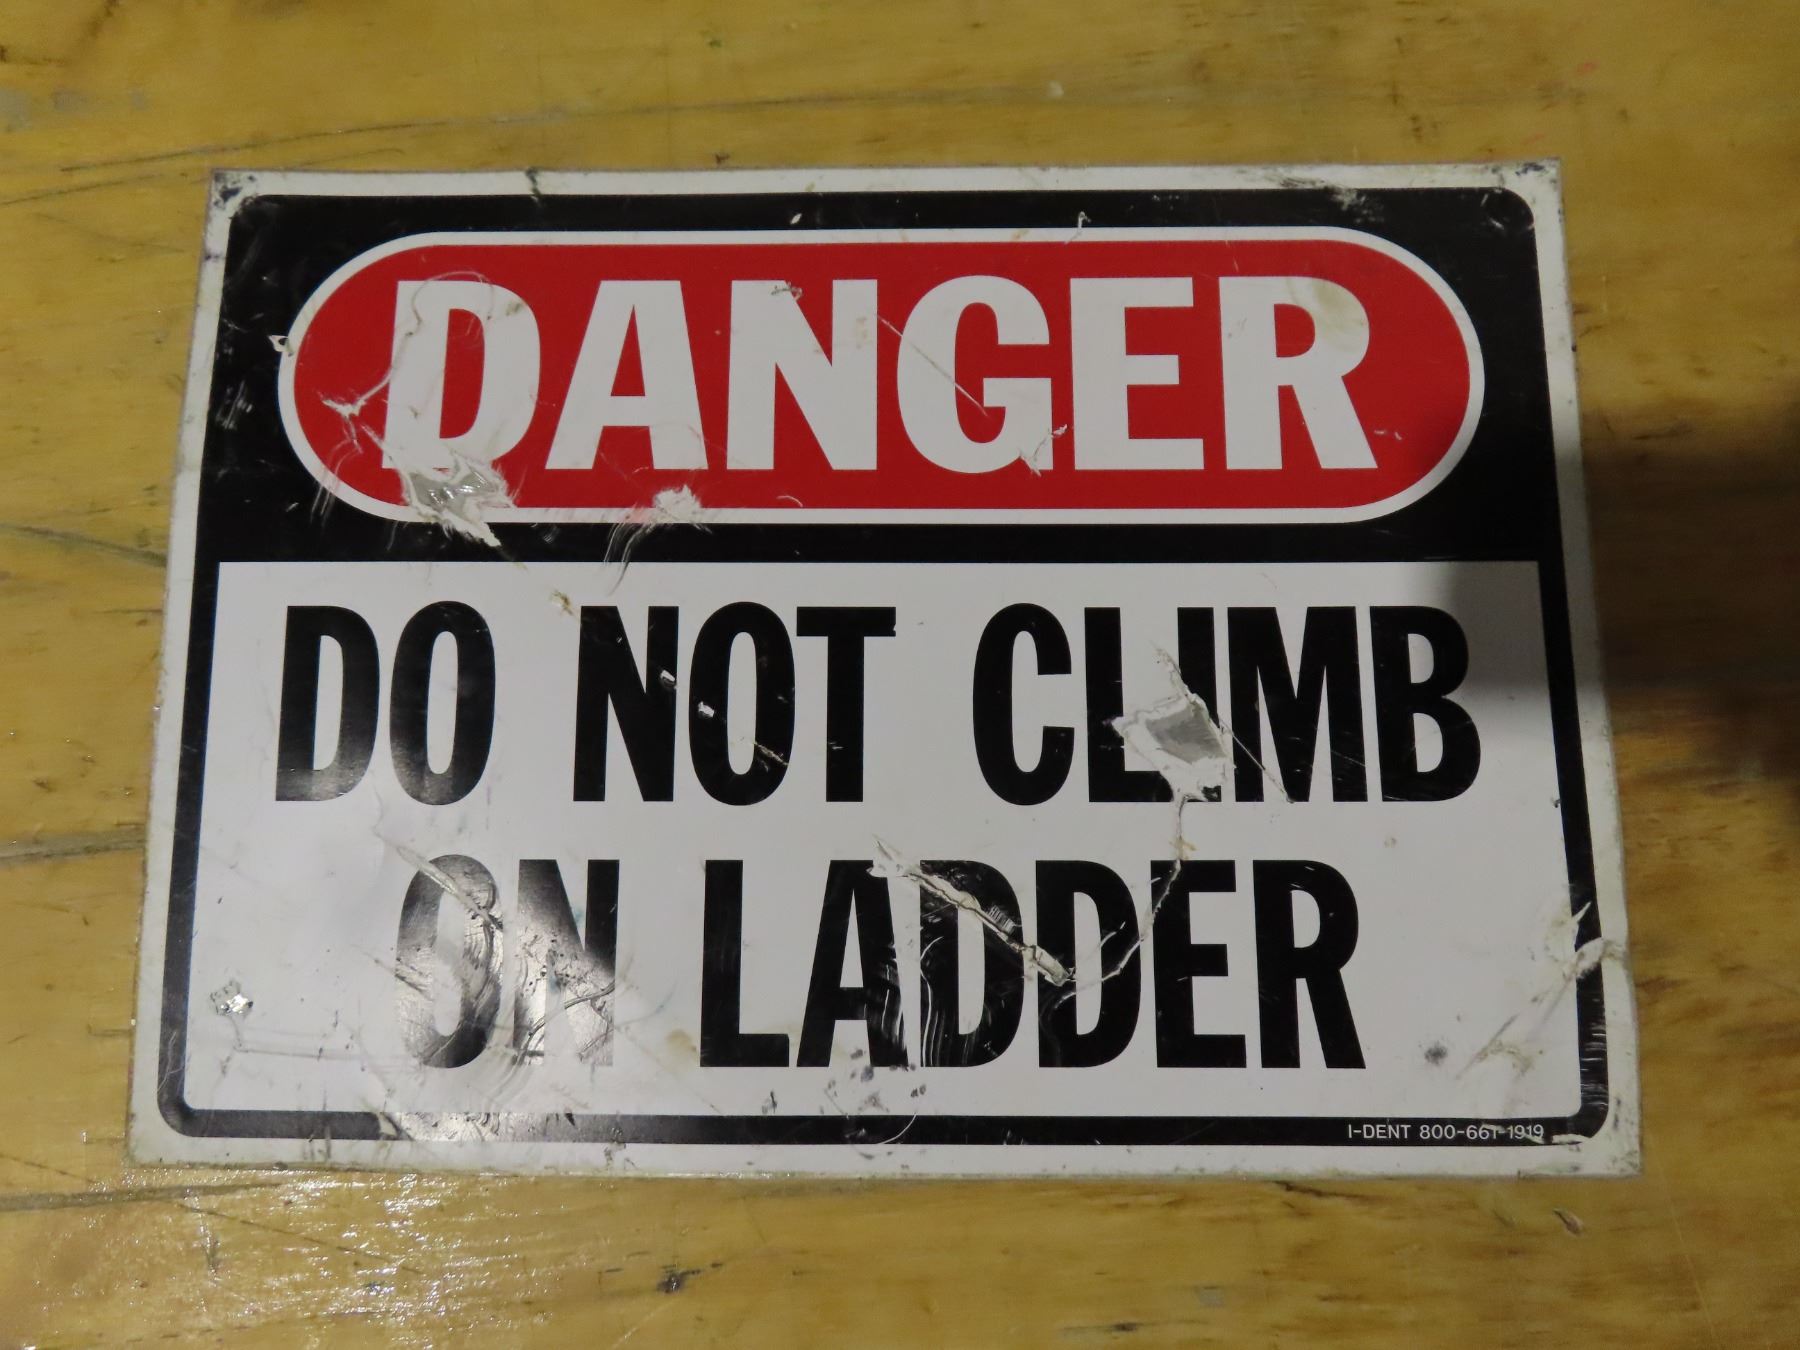 DANGER
DO NOT CLIMB
ON LADDER
I-DENT 800-661-1919